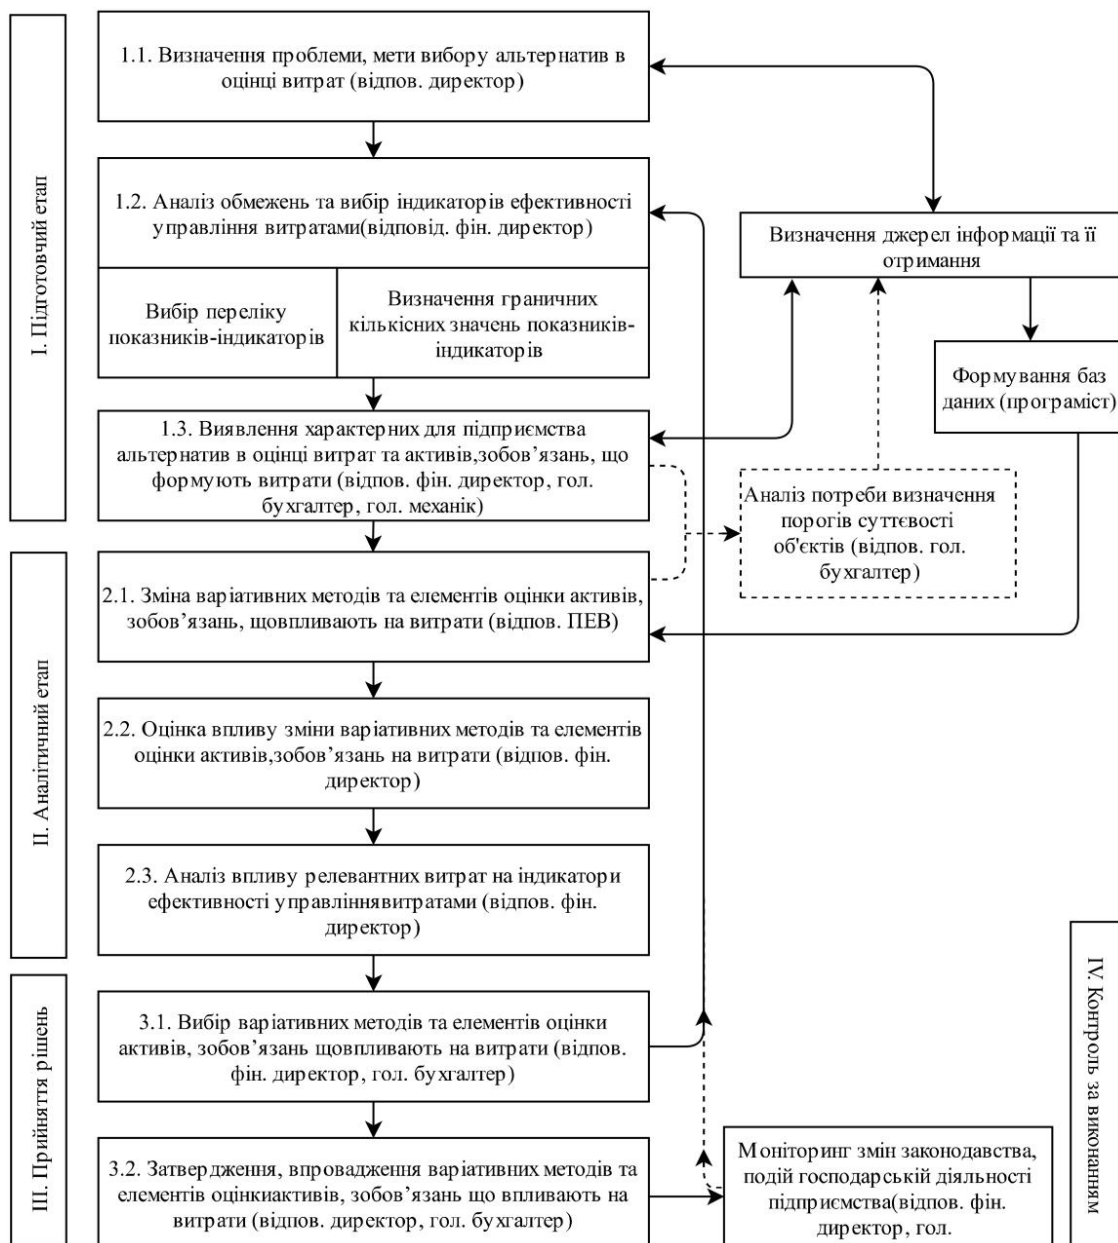 І. Підготовчий етап
1.1. Визначення проблеми, мети вибору альтернатив в
оцінці витрат (відпов. директор)
1.2. Аналіз обмежень та вибір індикаторів ефективності
управління витратами(відповід. фін. директор)
Вибір переліку
показників-індикаторів
Визначення граничних
кількісних значень показників-
індикаторів
1.3. Виявлення характерних для підприємства
альтернатив в оцінці витрат та активів,зобов’язань, що
формують витрати (відпов. фін. директор, гол.
бухгалтер, гол. механік)
Визначення джерел інформації та її
отримання
Формування баз
даних (програміст)
Аналіз потреби визначення
порогів суттєвості
об'єктів (відпов. гол.
бухгалтер)
ІІ. Аналітичний етап
2.1. Зміна варіативних методів та елементів оцінки активів,
зобов’язань, щовпливають на витрати (відпов. ПЕВ)
2.2. Оцінка впливу зміни варіативних методів та елементів
оцінки активів,зобов’язань на витрати (відпов. фін.
директор)
2.3. Аналіз впливу релевантних витрат на індикатори
ефективності управліннявитратами (відпов. фін.
директор)
ІІІ. Прийняття рішень
3.1. Вибір варіативних методів та елементів оцінки
активів, зобов’язань щовпливають на витрати (відпов.
фін. директор, гол. бухгалтер)
3.2. Затвердження, впровадження варіативних методів та
елементів оцінкиактивів, зобов’язань що впливають на
витрати (відпов. директор, гол. бухгалтер)
Моніторинг змін законодавства,
подій господарській діяльності
підприємства(відпов. фін.
директор, гол.
IV. Контроль за виконанням